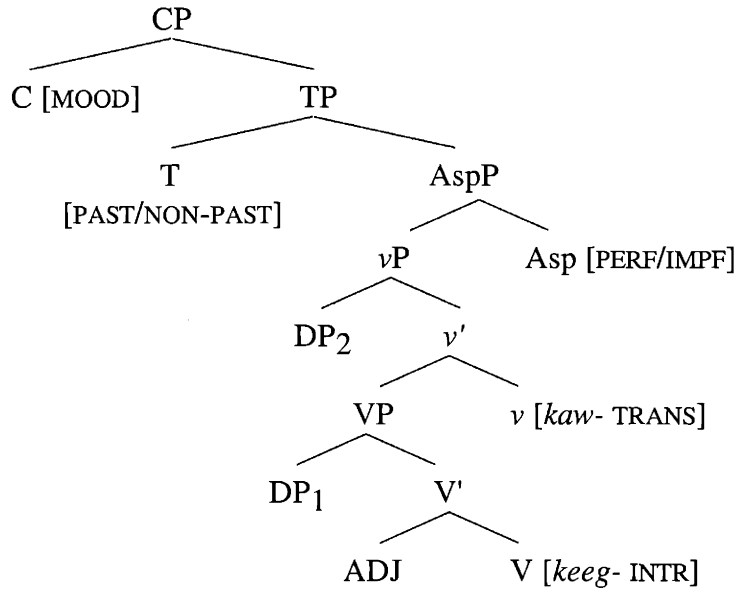 CP
C [MOOD] TP
T AspP
[PAST/NON-PAST]
vP Asp [PERF/IMPF]
DP2 v'
VP v [kaw- TRANS]
DP1 V'
ADJ V [keeg- INTR]